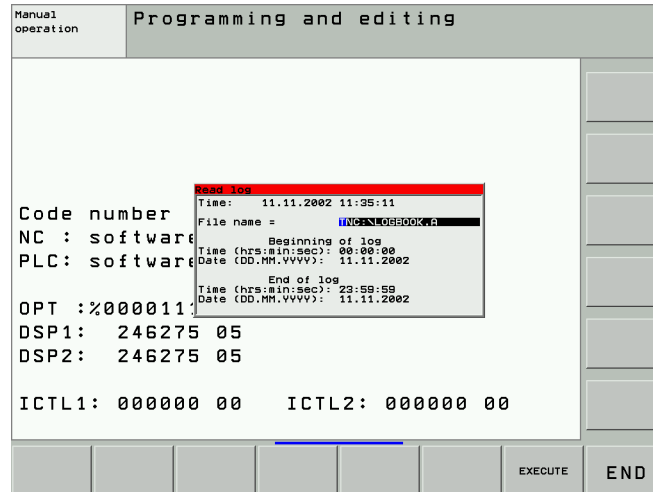 Manual
operation
Programming and editing
Read log
Time: 11.11.2002 11:35:11
File name = TNC:\LOGBOOK.A
Beginning of log
Time (hrs:min:sec): 00:00:00
Date (DD.MM.YYYY): 11.11.2002
End of log
Time (hrs:min:sec): 23:59:59
Date (DD.MM.YYYY): 11.11.2002
Code number
NC : software
PLC: software
OPT :%0000111
DSP1: 246275 05
DSP2: 246275 05
ICTL1: 000000 00 ICTL2: 000000 00
EXECUTE END